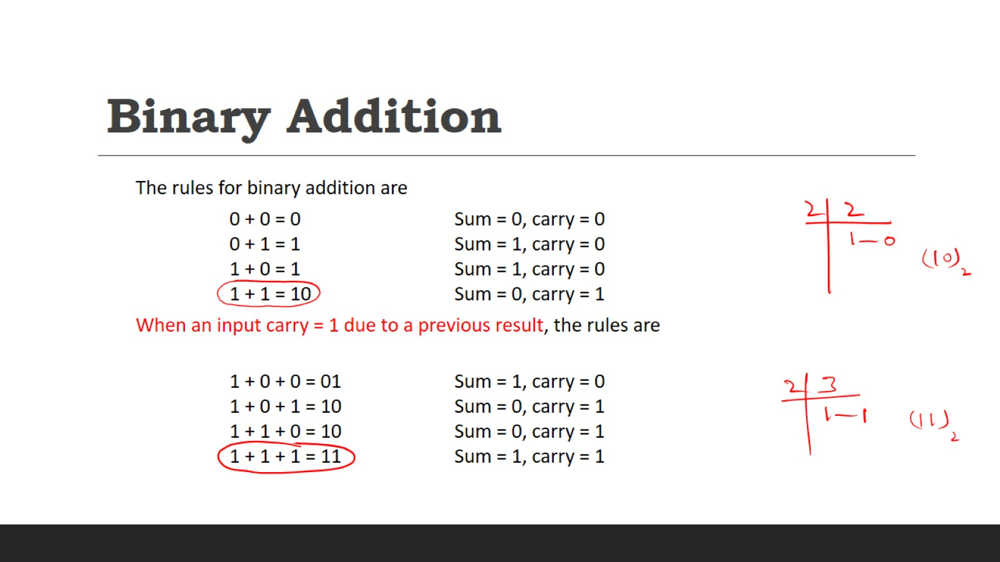 Binary Addition
The rules for binary addition are
0 + 0 = 0 Sum = 0, carry = 0
0 + 1 = 1 Sum = 1, carry = 0
1 + 0 = 1 Sum = 1, carry = 0
1 + 1 = 10 Sum = 0, carry = 1
When an input carry = 1 due to a previous result, the rules are
1 + 0 + 0 = 01 Sum = 1, carry = 0
1 + 0 + 1 = 10 Sum = 0, carry = 1
1 + 1 + 0 = 10 Sum = 0, carry = 1
1 + 1 + 1 = 11 Sum = 1, carry = 1
2 | 2
1 — 0
(10)₂
2 | 3
1 — 1
(11)₂